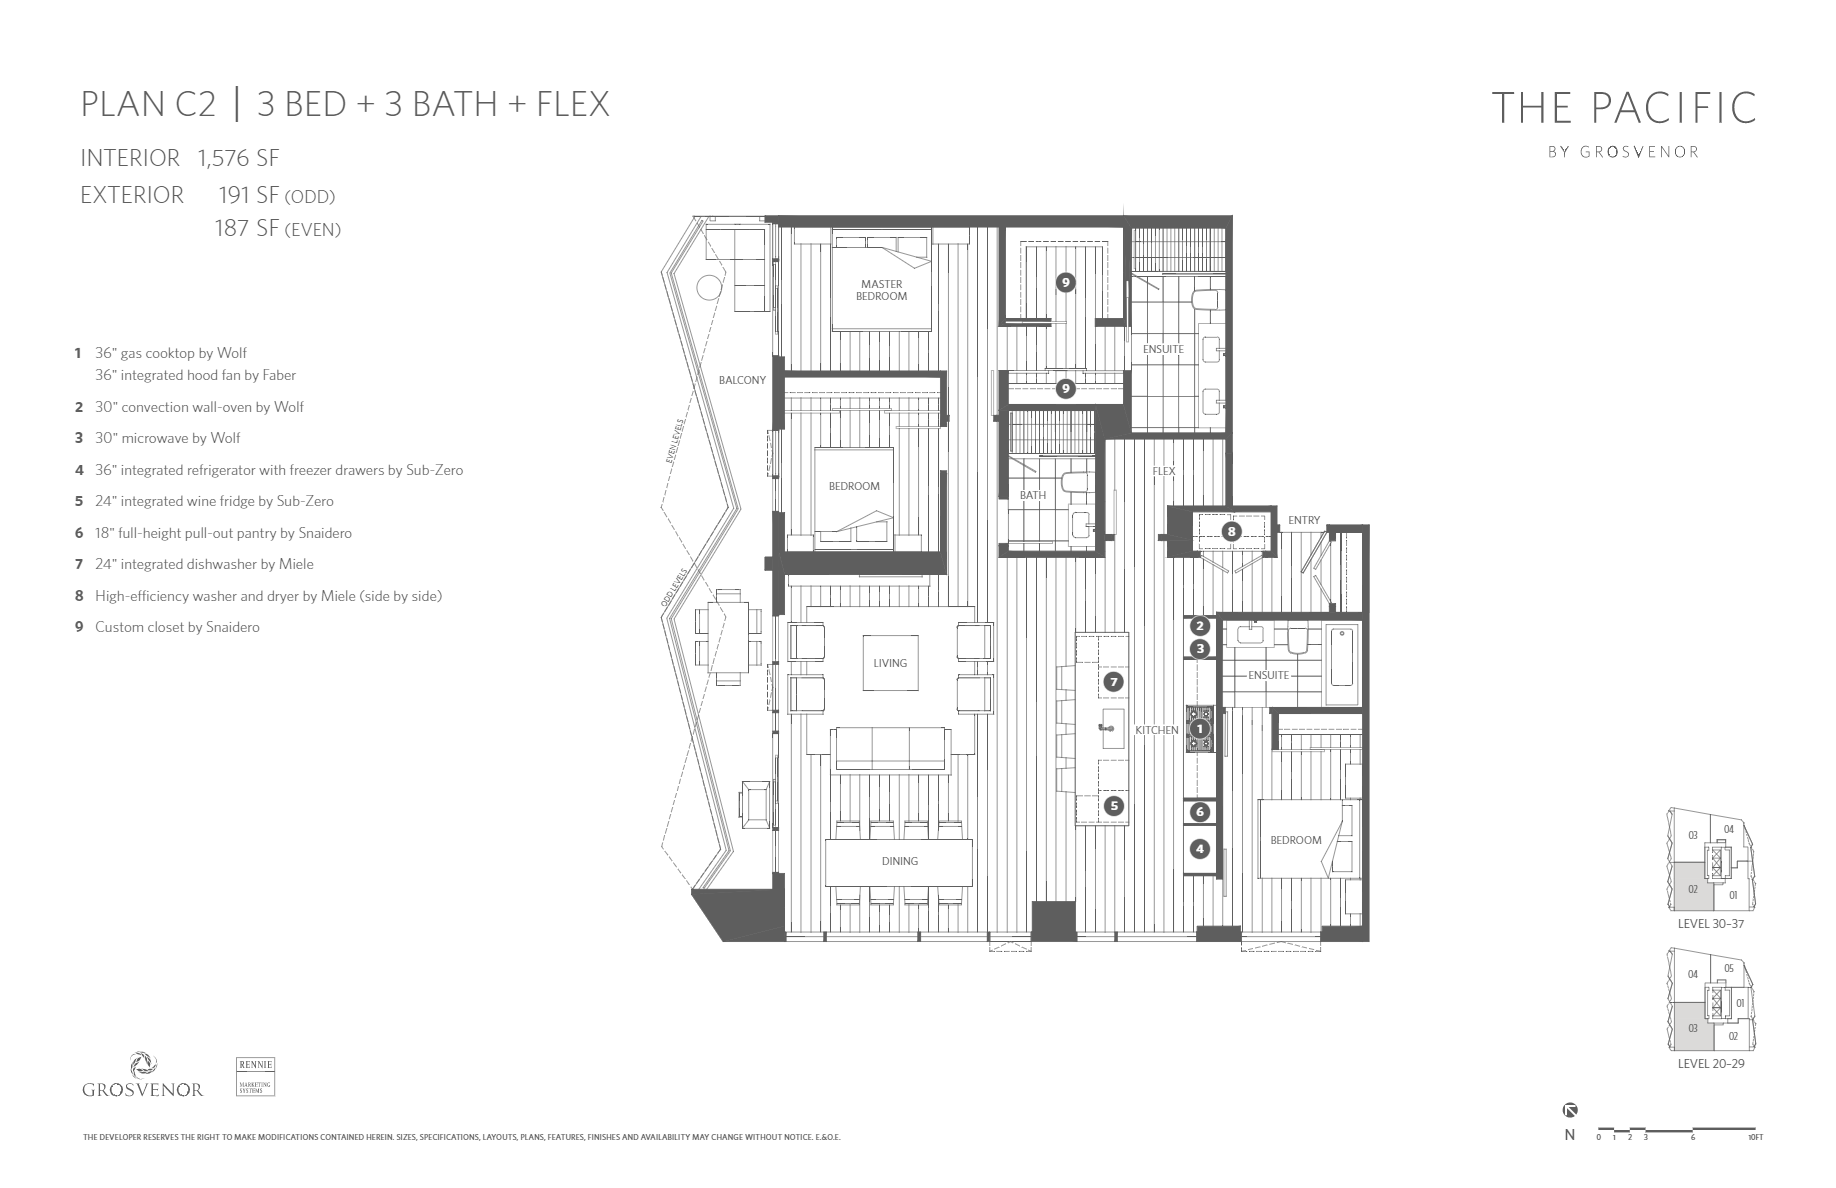 PLAN C2 | 3 BED + 3 BATH + FLEX
INTERIOR 1,576 SF
EXTERIOR 191 SF (ODD)
187 SF (EVEN)
THE PACIFIC
BY GROSVENOR
1 36" gas cooktop by Wolf
36" integrated hood fan by Faber
2 30" convection wall-oven by Wolf
3 30" microwave by Wolf
4 36" integrated refrigerator with freezer drawers by Sub-Zero
5 24" integrated wine fridge by Sub-Zero
6 18" full-height pull-out pantry by Snaidero
7 24" integrated dishwasher by Miele
8 High-efficiency washer and dryer by Miele (side by side)
9 Custom closet by Snaidero
MASTER
BEDROOM
9
ENSUITE
BALCONY
9
EVEN LEVELS
BEDROOM
BATH
FLEX
8
ENTRY
ODD LEVELS
2
3
LIVING
7
ENSUITE
KITCHEN
1
5
6
4
BEDROOM
DINING
03
04
02
01
LEVEL 30-37
04
05
01
03
02
LEVEL 20-29
GROSVENOR
RENNIE
MARKETING
SYSTEMS
N
0 1 2 3 6 10FT
THE DEVELOPER RESERVES THE RIGHT TO MAKE MODIFICATIONS CONTAINED HEREIN. SIZES, SPECIFICATIONS, LAYOUTS, PLANS, FEATURES, FINISHES AND AVAILABILITY MAY CHANGE WITHOUT NOTICE. E.&O.E.